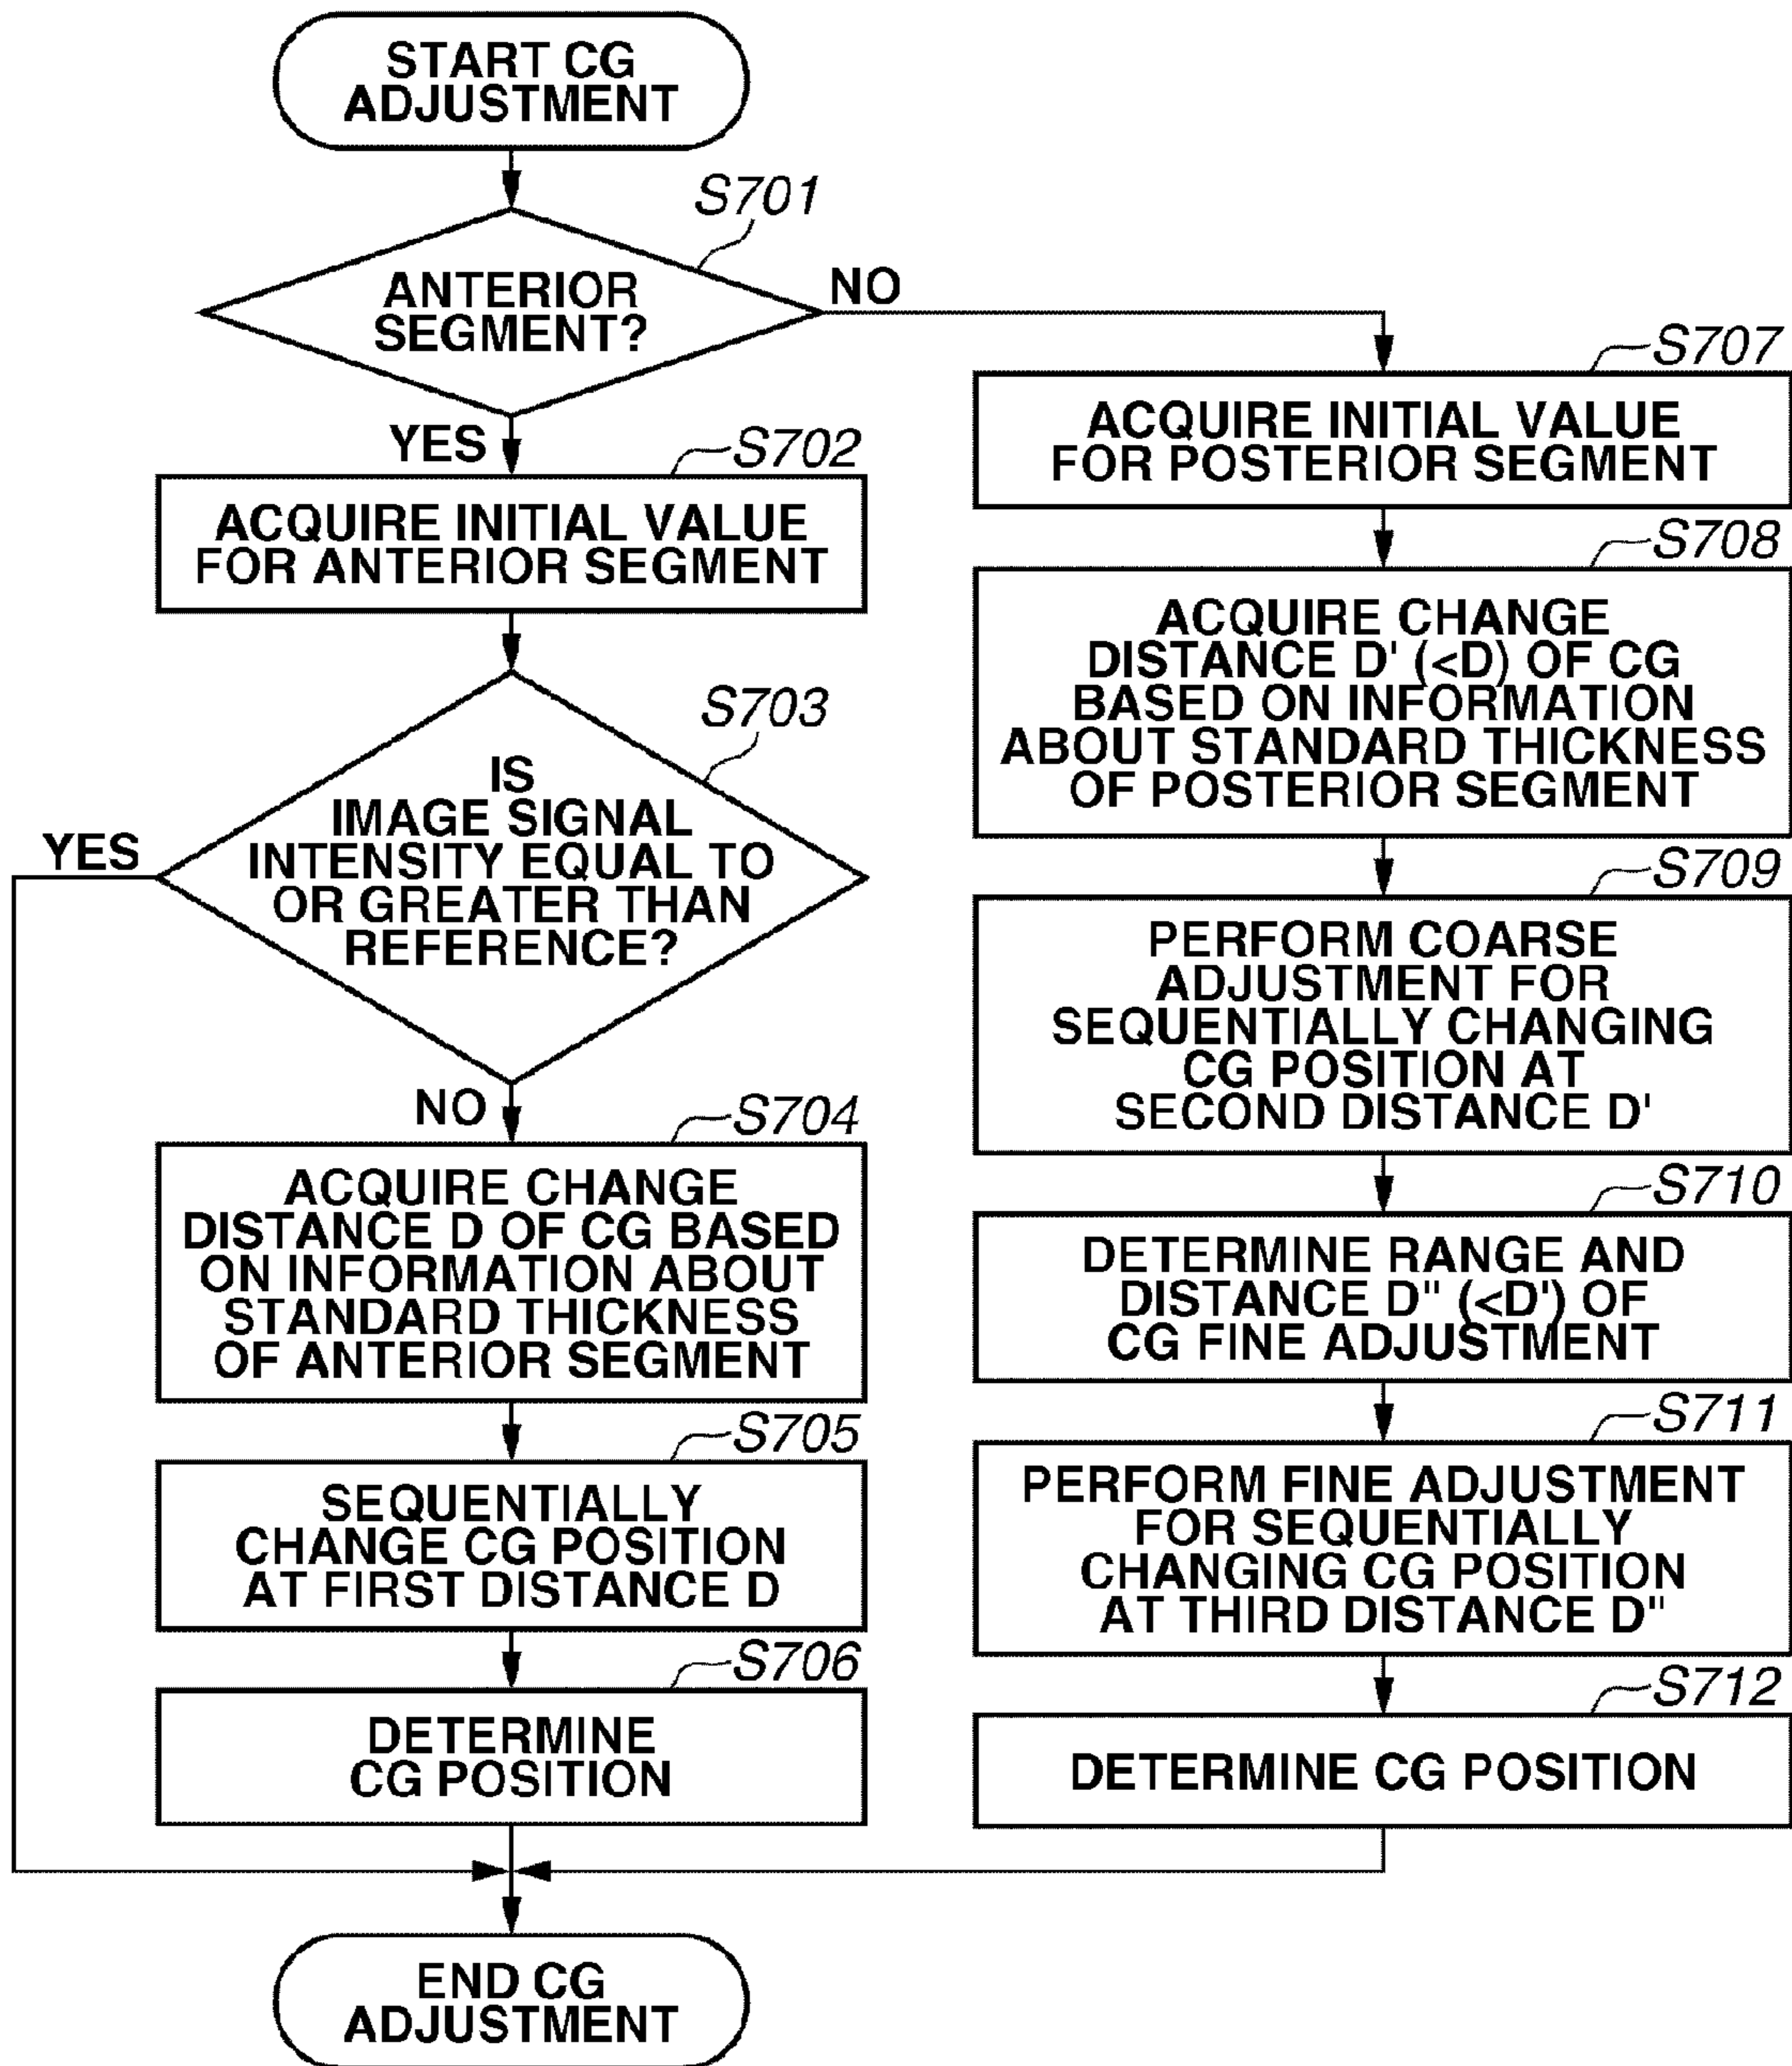 START CG
ADJUSTMENT
S701
ANTERIOR
SEGMENT?
NO
YES
S702
ACQUIRE INITIAL VALUE
FOR ANTERIOR SEGMENT
S703
IS
IMAGE SIGNAL
INTENSITY EQUAL TO
OR GREATER THAN
REFERENCE?
YES
NO
S704
ACQUIRE CHANGE
DISTANCE D OF CG BASED
ON INFORMATION ABOUT
STANDARD THICKNESS
OF ANTERIOR SEGMENT
S705
SEQUENTIALLY
CHANGE CG POSITION
AT FIRST DISTANCE D
S706
DETERMINE
CG POSITION
S707
ACQUIRE INITIAL VALUE
FOR POSTERIOR SEGMENT
S708
ACQUIRE CHANGE
DISTANCE D' (<D) OF CG
BASED ON INFORMATION
ABOUT STANDARD THICKNESS
OF POSTERIOR SEGMENT
S709
PERFORM COARSE
ADJUSTMENT FOR
SEQUENTIALLY CHANGING
CG POSITION AT
SECOND DISTANCE D'
S710
DETERMINE RANGE AND
DISTANCE D" (<D') OF
CG FINE ADJUSTMENT
S711
PERFORM FINE ADJUSTMENT
FOR SEQUENTIALLY
CHANGING CG POSITION
AT THIRD DISTANCE D"
S712
DETERMINE CG POSITION
END CG
ADJUSTMENT